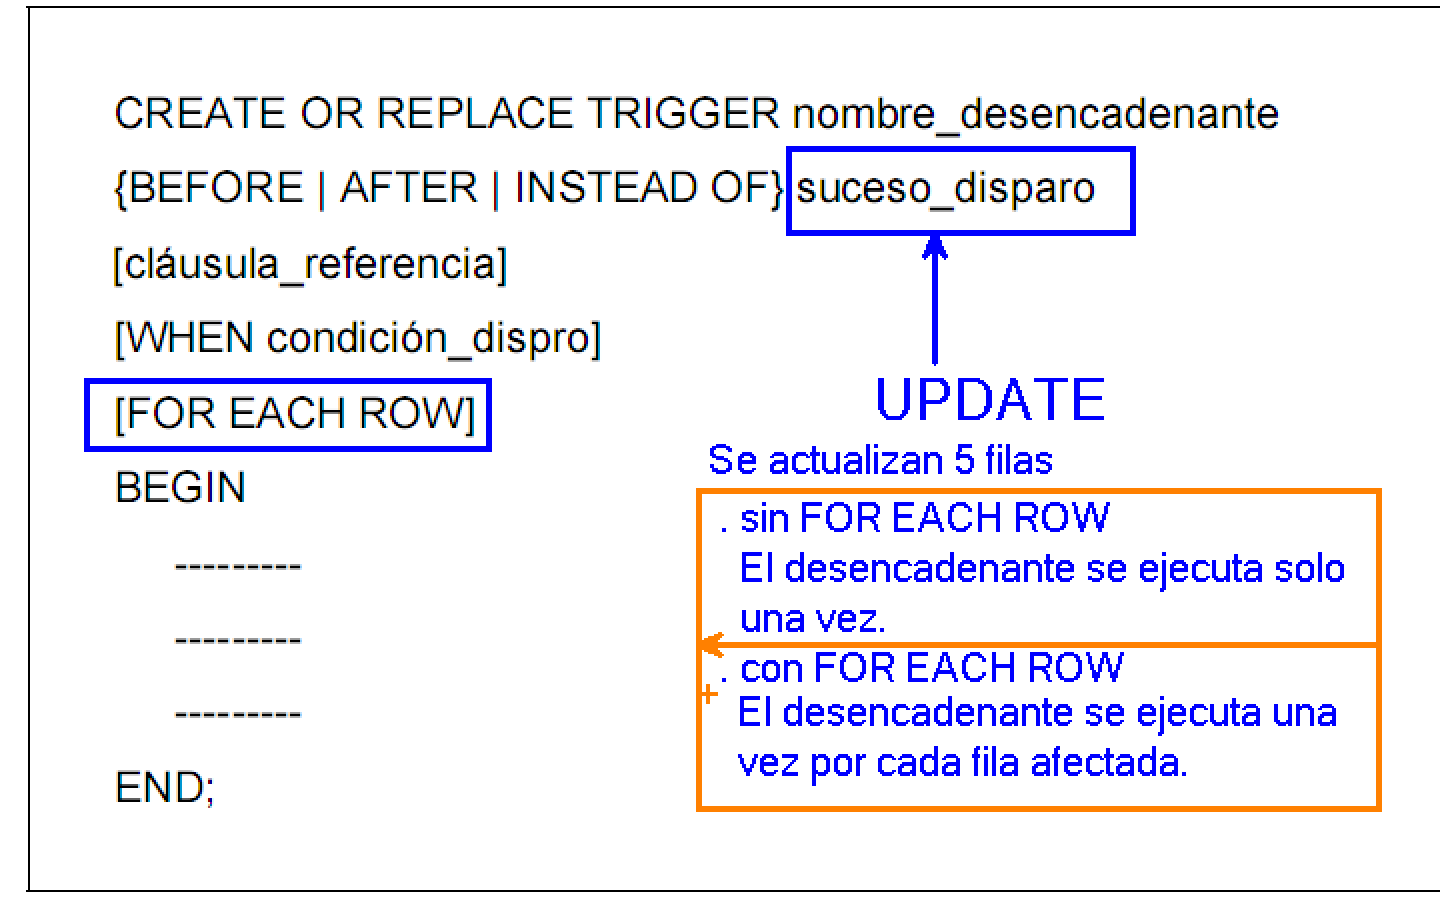 CREATE OR REPLACE TRIGGER nombre_desencadenante
{BEFORE | AFTER | INSTEAD OF} suceso_disparo
[cláusula_referencia]
[WHEN condición_dispro]
[FOR EACH ROW]
BEGIN
---------
---------
---------
END;
UPDATE
Se actualizan 5 filas
. sin FOR EACH ROW
El desencadenante se ejecuta solo
una vez.
. con FOR EACH ROW
El desencadenante se ejecuta una
vez por cada fila afectada.